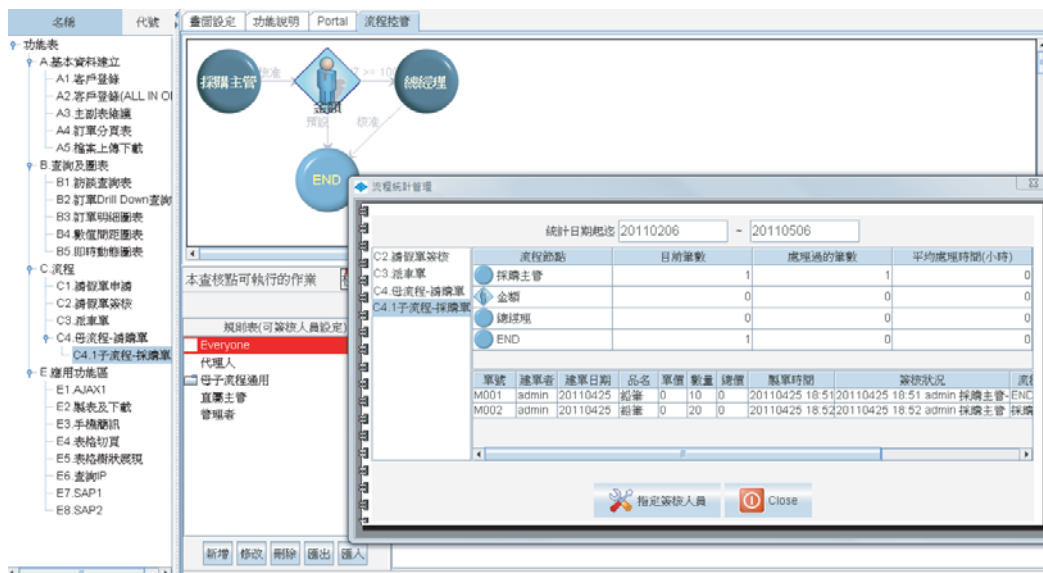 名稱 代號
畫面設定 功能說明 Portal 流程控管
功能表
A.基本資料建立
A1.客戶登錄
A2.客戶登錄(ALL IN O
A3.主副表維護
A4.訂單分頁表
A5.檔案上傳下載
B.查詢及圖表
B1.訪談查詢表
B2.訂單Drill Down查詢
B3.訂單明細圖表
B4.數值間距圖表
B5.即時動態圖表
C.流程
C1.請假單申請
C2.請假單簽核
C3.派車單
C4.母流程-請購單
C4.1子流程-採購單
E.應用功能區
E1.AJAX1
E2.製表及下載
E3.手機簡訊
E4.表格切頁
E5.表格樹狀展現
E6.查詢IP
E7.SAP1
E8.SAP2
採購主管 核准 金額 >= 10 總經理
預設 核准
END
本查核點可執行的作業
規則表(可簽核人員設定)
Everyone
代理人
母子流程通用
直屬主管
管理者
新增 修改 刪除 匯出 匯入
流程統計管理
統計日期起迄 20110206 ~ 20110506
C2.請假單簽核
C3.派車單
C4.母流程-請購單
C4.1子流程-採購單
流程節點 目前筆數 處理過的筆數 平均處理時間(小時)
採購主管 1 1 0
金額 0 0 0
總經理 0 0 0
END 1 0 0
單號 建單者 建單日期 品名 單價 數量 總價 製單時間 簽核狀況 流
M001 admin 20110425 鉛筆 0 10 0 20110425 18:51 20110425 18:51 admin 採購主管- END
M002 admin 20110425 鉛筆 0 20 0 20110425 18:52 20110425 18:52 admin 採購主管 採購
指定簽核人員 Close